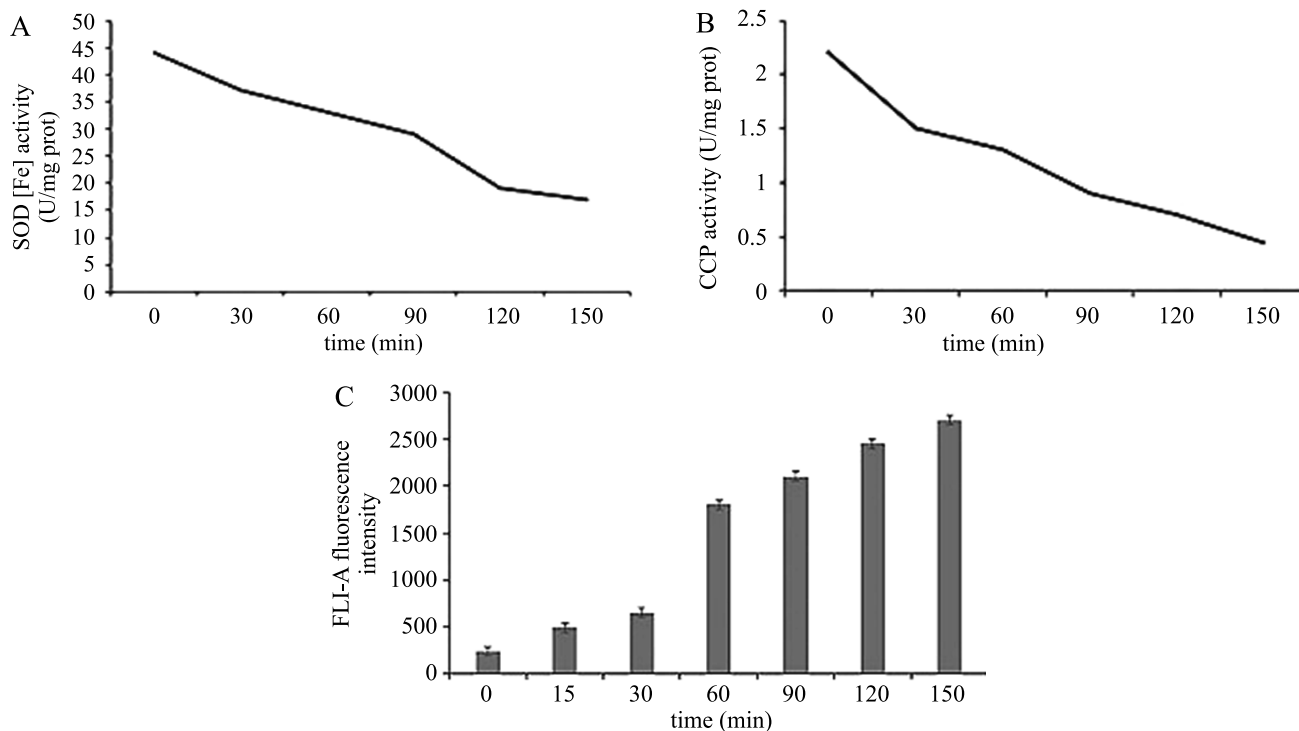 A
SOD [Fe] activity
(U/mg prot)
50
45
40
35
30
25
20
15
10
5
0
0 30 60 90 120 150
time (min)
B
CCP activity (U/mg prot)
2.5
2
1.5
1
0.5
0
0 30 60 90 120 150
time (min)
C
FLI-A fluorescence
intensity
3000
2500
2000
1500
1000
500
0
0 15 30 60 90 120 150
time (min)